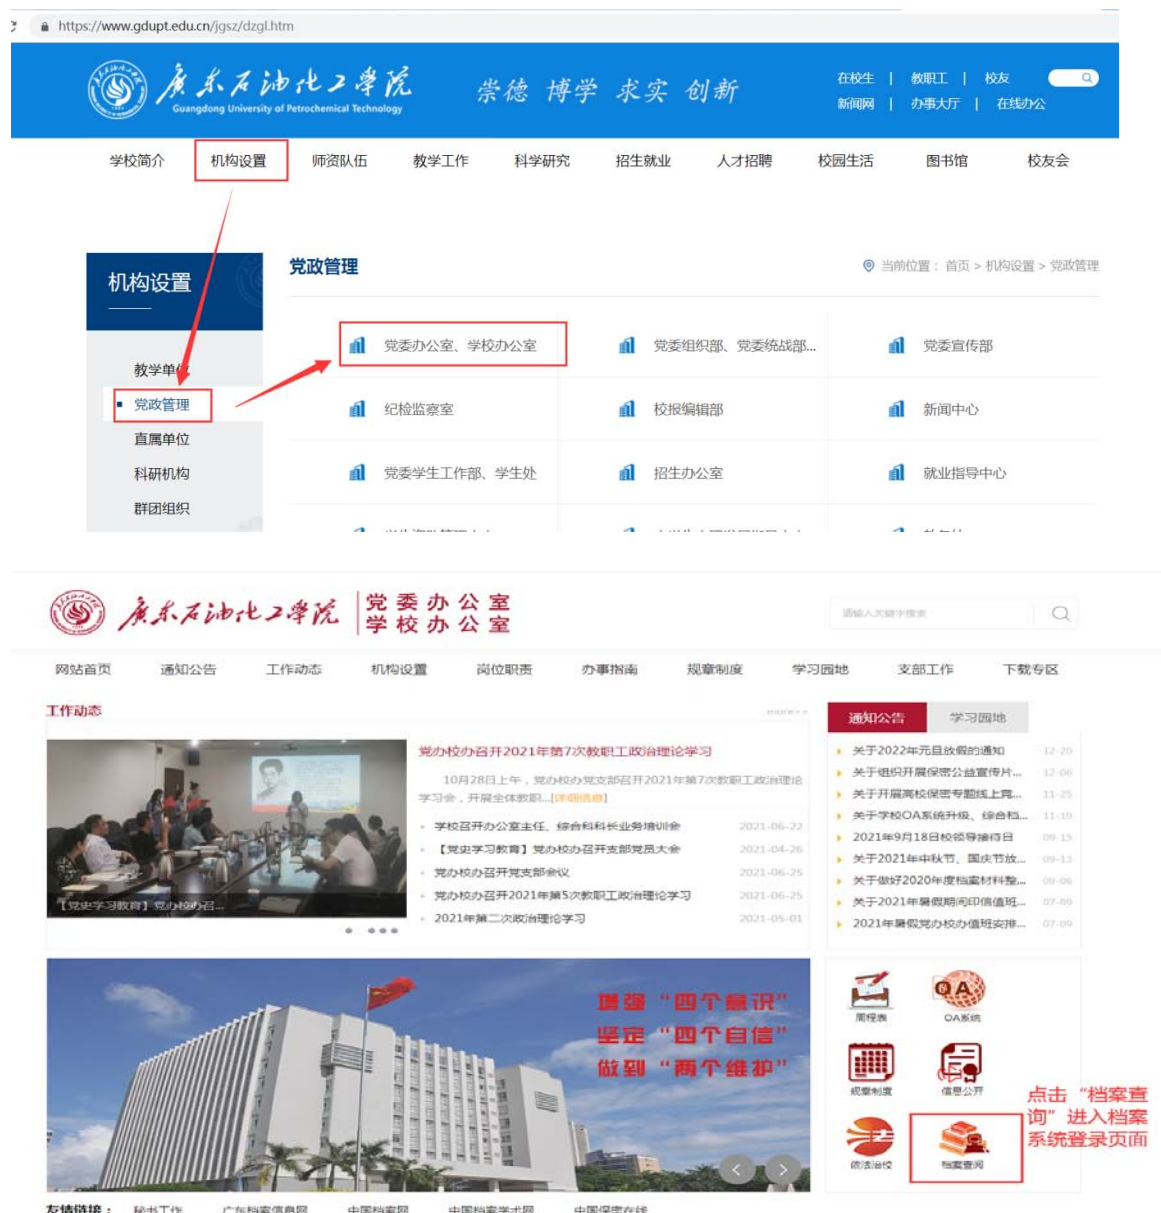 https://www.gdupt.edu.cn/jgsz/dzgl.htm
广东石油化工学院
Guangdong University of Petrochemical Technology
崇德 博学 求实 创新
在校生 | 教职工 | 校友
新闻网 | 办事大厅 | 在线办公
学校简介 机构设置 师资队伍 教学工作 科学研究 招生就业 人才招聘 校园生活 图书馆 校友会
机构设置
党政管理
当前位置： 首页 > 机构设置 > 党政管理
教学单位
党政管理
直属单位
科研机构
群团组织
党委办公室、学校办公室
党委组织部、党委统战部...
党委宣传部
纪检监察室
校报编辑部
新闻中心
党委学生工作部、学生处
招生办公室
就业指导中心
广东石油化工学院
党委办公室
学校办公室
请输入关键字搜索
网站首页 通知公告 工作动态 机构设置 岗位职责 办事指南 规章制度 学习园地 支部工作 下载专区
工作动态
more>>
【党史学习教育】党办校办召...
党办校办召开2021年第7次教职工政治理论学习
10月28日上午，党办校办党支部召开2021年第7次教职工政治理论
学习会，开展全体教职...[详细信息]
学校召开办公室主任、综合科科长业务培训会 2021-06-22
【党史学习教育】党办校办召开支部党员大会 2021-04-26
党办校办召开党支部会议 2021-06-25
党办校办召开2021年第5次教职工政治理论学习 2021-06-25
2021年第二次政治理论学习 2021-05-01
通知公告 学习园地
关于2022年元旦放假的通知 12-20
关于组织开展保密公益宣传片... 12-06
关于开展高校保密专题线上竞... 11-25
关于学校OA系统升级、综合档... 11-19
2021年9月18日校领导接待日 09-15
关于2021年中秋节、国庆节放... 09-13
关于做好2020年度档案材料整... 09-06
关于2021年暑假期间印信值班... 07-09
2021年暑假党办校办值班安排... 07-09
增强“四个意识”
坚定“四个自信”
做到“两个维护”
周程表
OA
OA系统
规章制度
信息公开
依法治校
档案查阅
点击“档案查
询”进入档案
系统登录页面
友情链接： 秘书工作 广东档案信息网 中国档案网 中国档案学术网 中国保密在线